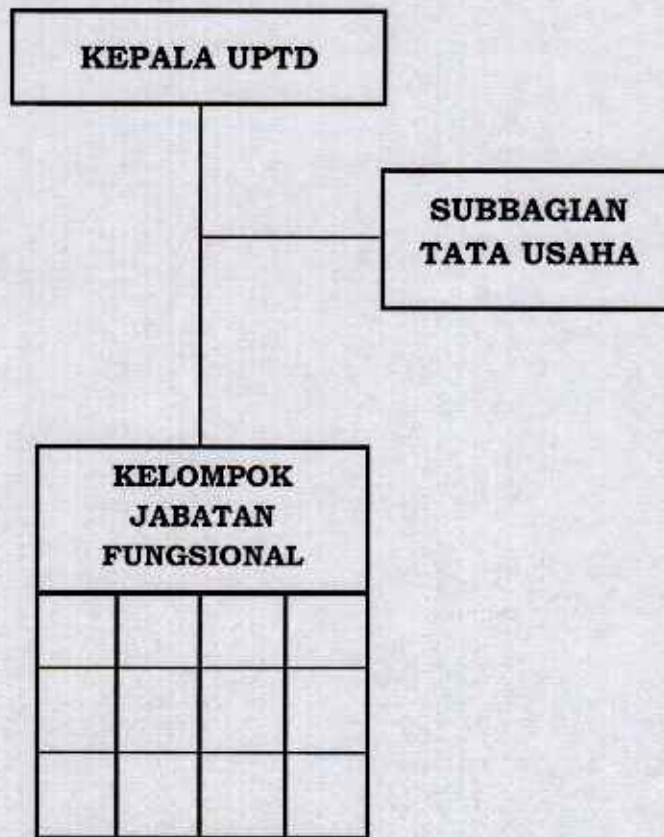 KEPALA UPTD
SUBBAGIAN
TATA USAHA
KELOMPOK
JABATAN
FUNGSIONAL